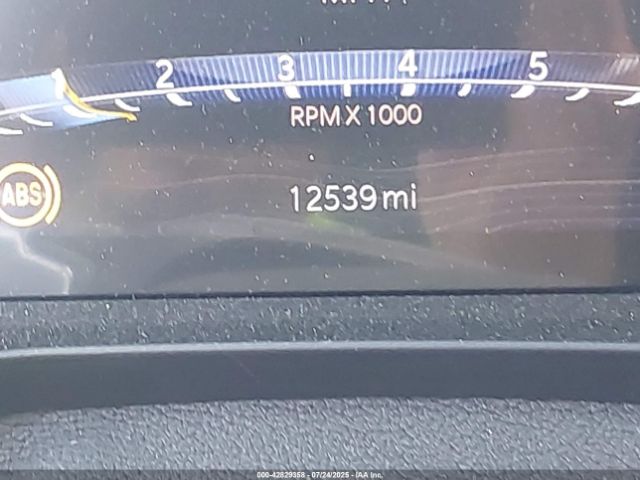 2 3 4 5
RPM X 1000
ABS
12539 mi
000-42829358 - 07/24/2025 - IAA Inc.